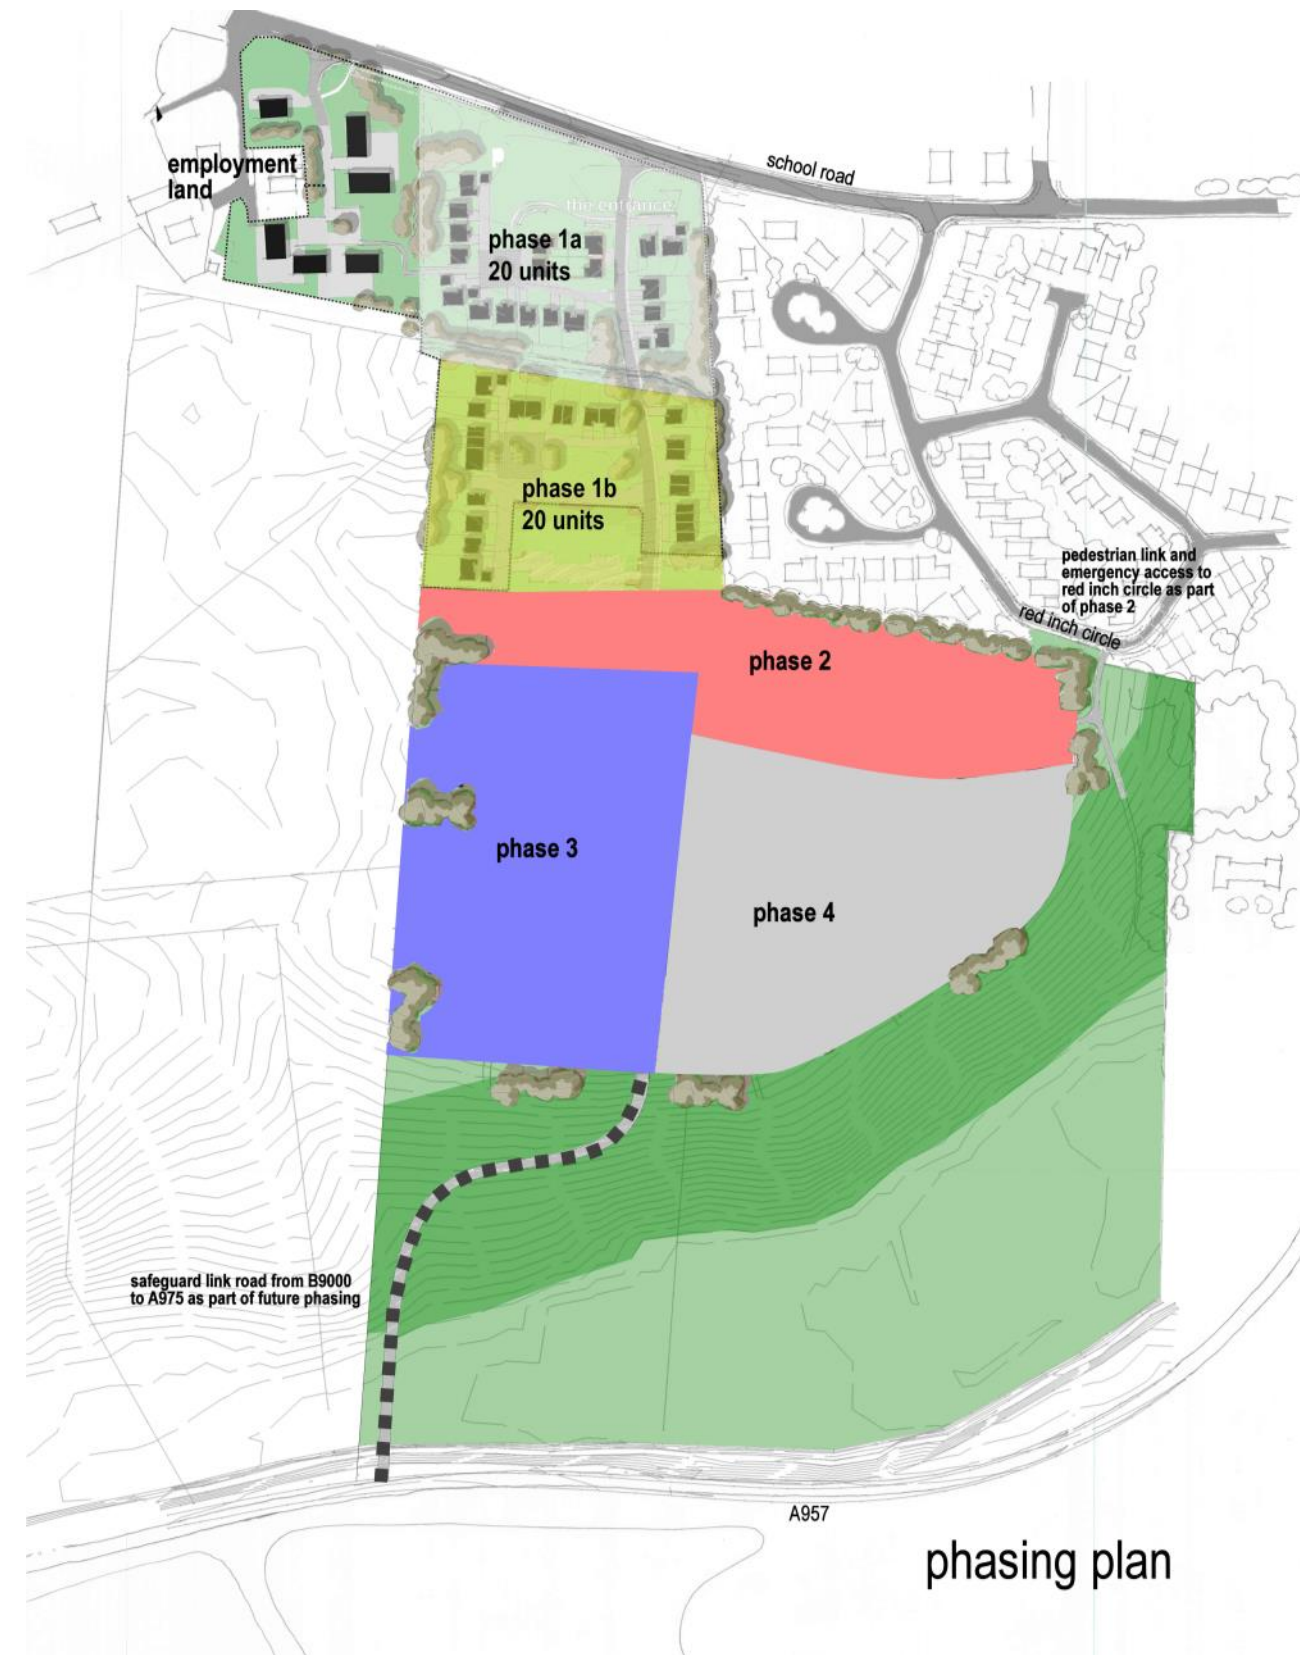 school road
employment
land
the entrance
phase 1a
20 units
phase 1b
20 units
pedestrian link and
emergency access to
red inch circle as part
of phase 2
red inch circle
phase 2
phase 3
phase 4
safeguard link road from B9000
to A975 as part of future phasing
A957
phasing plan